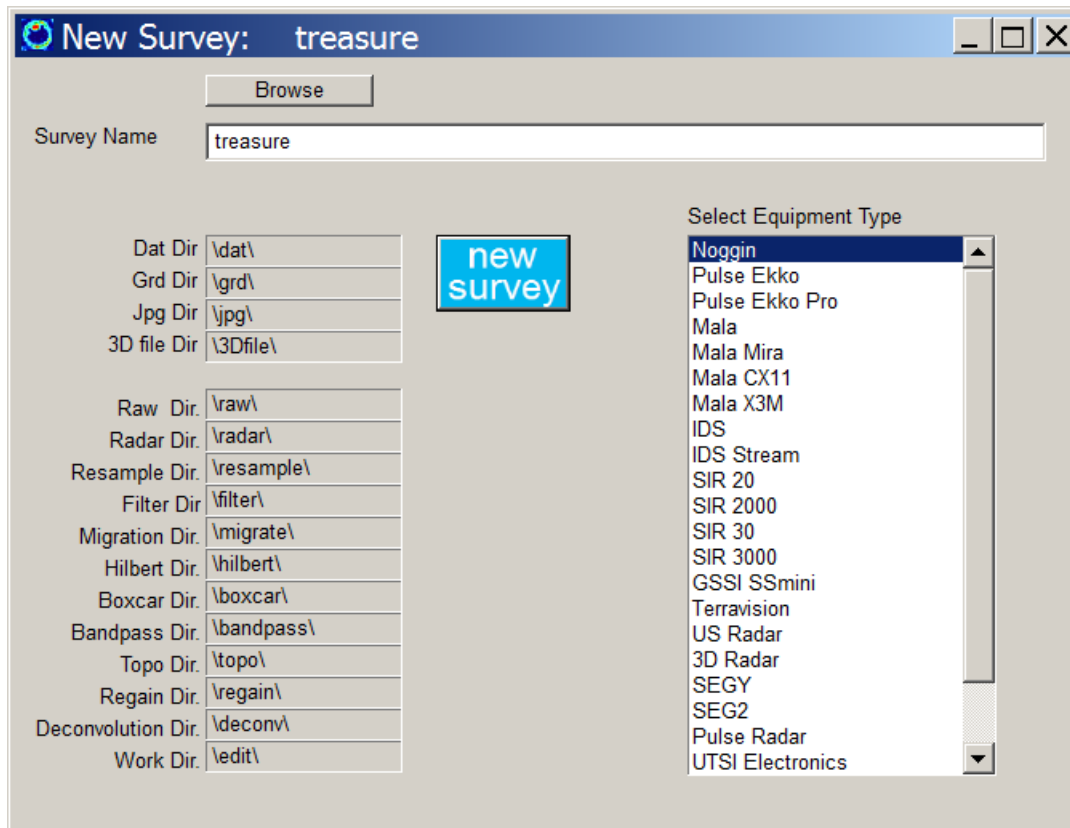 New Survey: treasure
Browse
Survey Name treasure
Select Equipment Type
Dat Dir \dat\
Grd Dir \grd\
Jpg Dir \jpg\
3D file Dir \3Dfile\
new
survey
Raw Dir. \raw\
Radar Dir. \radar\
Resample Dir. \resample\
Filter Dir \filter\
Migration Dir. \migrate\
Hilbert Dir. \hilbert\
Boxcar Dir. \boxcar\
Bandpass Dir. \bandpass\
Topo Dir. \topo\
Regain Dir. \regain\
Deconvolution Dir. \deconv\
Work Dir. \edit\
Noggin
Pulse Ekko
Pulse Ekko Pro
Mala
Mala Mira
Mala CX11
Mala X3M
IDS
IDS Stream
SIR 20
SIR 2000
SIR 30
SIR 3000
GSSI SSmini
Terravision
US Radar
3D Radar
SEGY
SEG2
Pulse Radar
UTSI Electronics